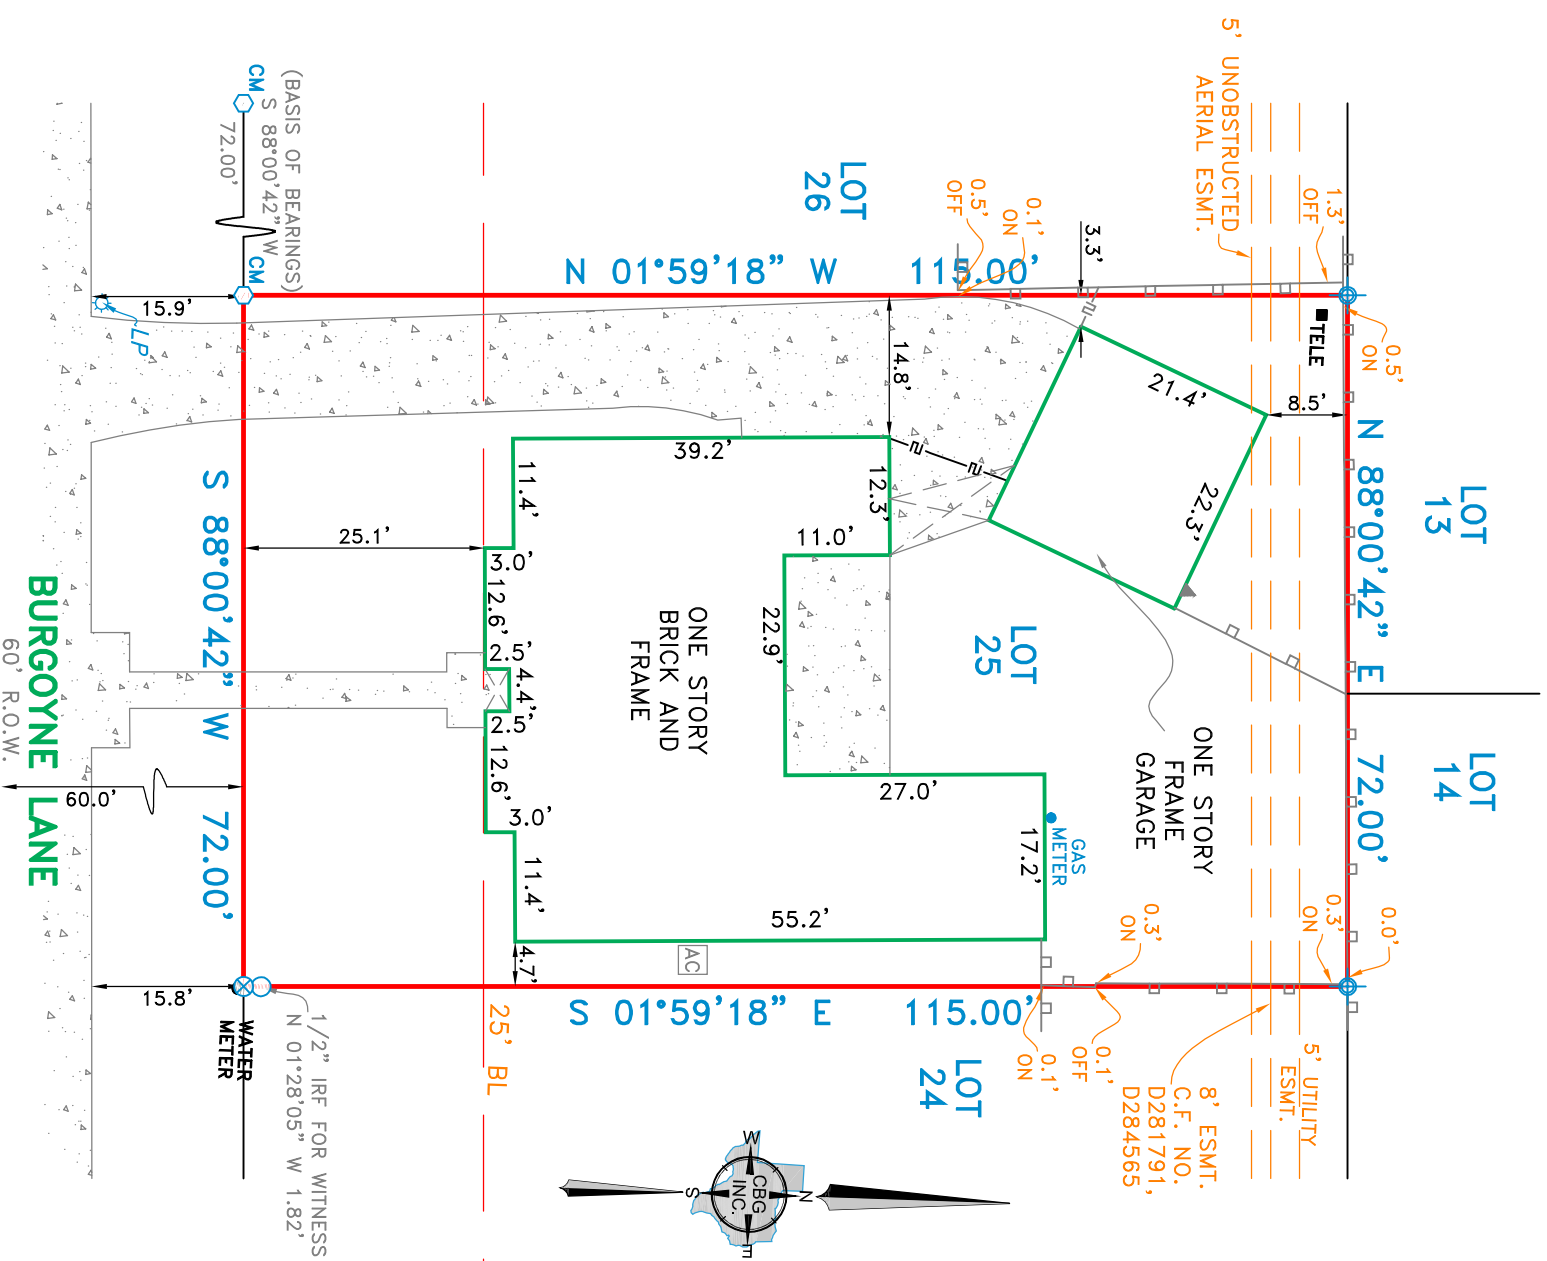 LOT
13
LOT
14
N 88°00'42" E 72.00'
5' UNOBSTRUCTED
AERIAL ESMT.
1.3'
OFF
0.5'
ON
TELE
8.5'
0.0'
0.3'
ON
5' UTILITY
ESMT.
8' ESMT.
C.F. NO.
D281791,
D284565
0.3'
ON
0.1'
OFF
0.1'
ON
21.4'
22.3'
3.3'
ONE STORY
FRAME
GARAGE
0.1'
ON
0.5'
OFF
LOT
26
N 01°59'18" W 115.00'
LOT
25
GAS
METER
17.2'
27.0'
14.8'
12.3'
11.0'
22.9'
39.2'
55.2'
ONE STORY
BRICK AND
FRAME
AC
4.7'
11.4'
3.0'
12.6'
2.5'
4.4'
2.5'
12.6'
3.0'
11.4'
25.1'
25' BL
LOT
24
S 01°59'18" E 115.00'
N
W
E
S
CBG
INC.
(BASIS OF BEARINGS)
S 88°00'42" W
72.00'
CM
CM
15.9'
LP
S 88°00'42" W 72.00'
1/2" IRF FOR WITNESS
N 01°28'05" W 1.82'
WATER
METER
15.8'
60.0'
BURGOYNE LANE
60' R.O.W.